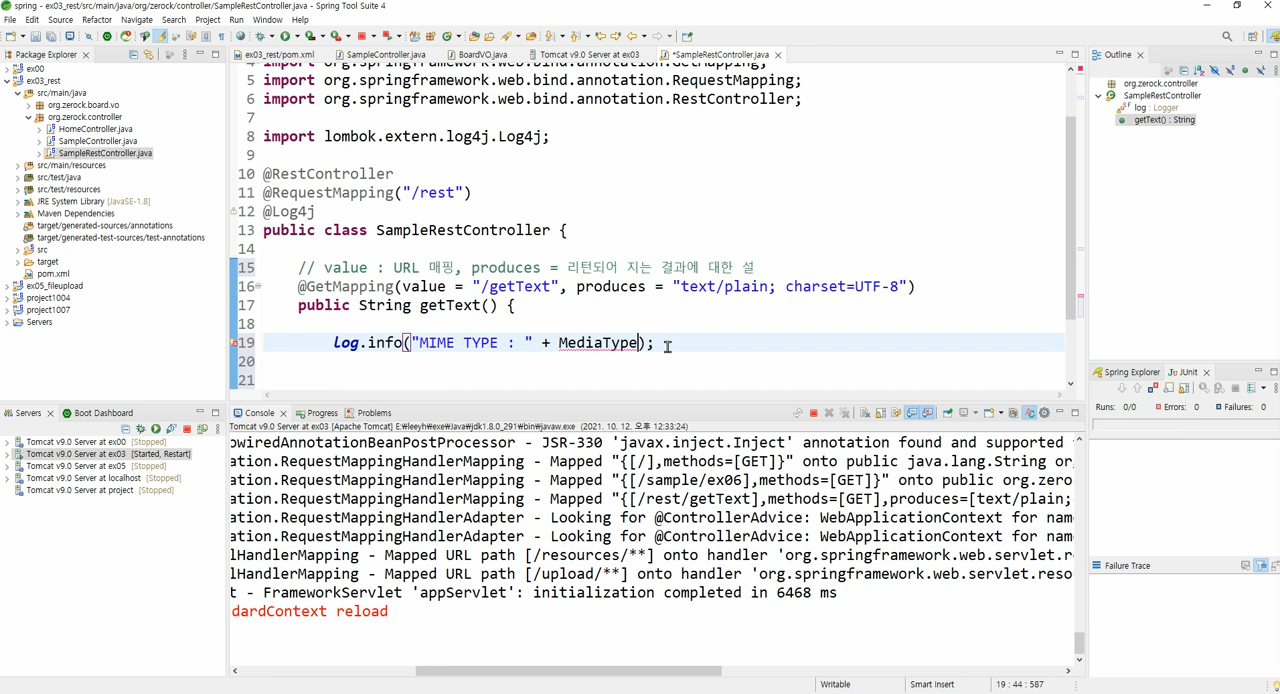 spring - ex03_rest/src/main/java/org/zerock/controller/SampleRestController.java - Spring Tool Suite 4
File Edit Source Refactor Navigate Search Project Run Window Help
Package Explorer
ex00
ex03_rest
src/main/java
org.zerock.board.vo
org.zerock.controller
HomeController.java
SampleController.java
SampleRestController.java
src/main/resources
src/test/java
src/test/resources
JRE System Library [JavaSE-1.8]
Maven Dependencies
target/generated-sources/annotations
target/generated-test-sources/test-annotations
src
target
pom.xml
ex05_fileupload
project1004
project1007
Servers
ex03_rest/pom.xml SampleController.java BoardVO.java Tomcat v9.0 Server at ex03 *SampleRestController.java
4 import org.springframework.web.bind.annotation.GetMapping;
5 import org.springframework.web.bind.annotation.RequestMapping;
6 import org.springframework.web.bind.annotation.RestController;
7
8 import lombok.extern.log4j.Log4j;
9
10 @RestController
11 @RequestMapping("/rest")
12 @Log4j
13 public class SampleRestController {
14
15 // value : URL 매핑, produces = 리턴되어 지는 결과에 대한 설
16 @GetMapping(value = "/getText", produces = "text/plain; charset=UTF-8")
17 public String getText() {
18
19 log.info("MIME TYPE : " + MediaType);
20
21
Outline
org.zerock.controller
SampleRestController
log : Logger
getText() : String
Spring Explorer JUnit
Runs: 0/0 Errors: 0 Failures: 0
Failure Trace
Servers Boot Dashboard
Tomcat v9.0 Server at ex00 [Stopped]
Tomcat v9.0 Server at ex03 [Started, Restart]
Tomcat v9.0 Server at ex05 [Stopped]
Tomcat v9.0 Server at localhost [Stopped]
Tomcat v9.0 Server at project [Stopped]
Console Progress Problems
Tomcat v9.0 Server at ex03 [Apache Tomcat] E:\leeyh\exe\Java\jdk1.8.0_291\bin\javaw.exe (2021. 10. 12. 오후 12:33:24)
owiredAnnotationBeanPostProcessor - JSR-330 'javax.inject.Inject' annotation found and supported
ation.RequestMappingHandlerMapping - Mapped "{[/],methods=[GET]}" onto public java.lang.String or
ation.RequestMappingHandlerMapping - Mapped "{[/sample/ex06],methods=[GET]}" onto public org.zero
ation.RequestMappingHandlerMapping - Mapped "{[/rest/getText],methods=[GET],produces=[text/plain;
ation.RequestMappingHandlerAdapter - Looking for @ControllerAdvice: WebApplicationContext for nam
ation.RequestMappingHandlerAdapter - Looking for @ControllerAdvice: WebApplicationContext for nam
lHandlerMapping - Mapped URL path [/resources/**] onto handler 'org.springframework.web.servlet.re
lHandlerMapping - Mapped URL path [/upload/**] onto handler 'org.springframework.web.servlet.reso
t - FrameworkServlet 'appServlet': initialization completed in 6468 ms
dardContext reload
Writable Smart Insert 19 : 44 : 587